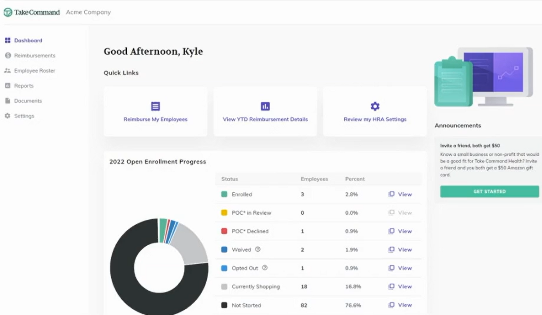 TakeCommand Acme Company
Dashboard
Reimbursements
Employee Roster
Reports
Documents
Settings
Good Afternoon, Kyle
Quick Links
Reimburse My Employees
View YTD Reimbursement Details
Review my HRA Settings
2022 Open Enrollment Progress
Status Employees Percent
Enrolled 3 2.8% View
POC* in Review 0 0.0% View
POC* Declined 1 0.9% View
Waived 2 1.9% View
Opted Out 1 0.9% View
Currently Shopping 18 16.8% View
Not Started 82 76.6% View
Announcements
Invite a friend, both get $50
Know a small business or non-profit that would
be a good fit for Take Command Health? Invite
a friend and you both get a $50 Amazon gift
card.
GET STARTED